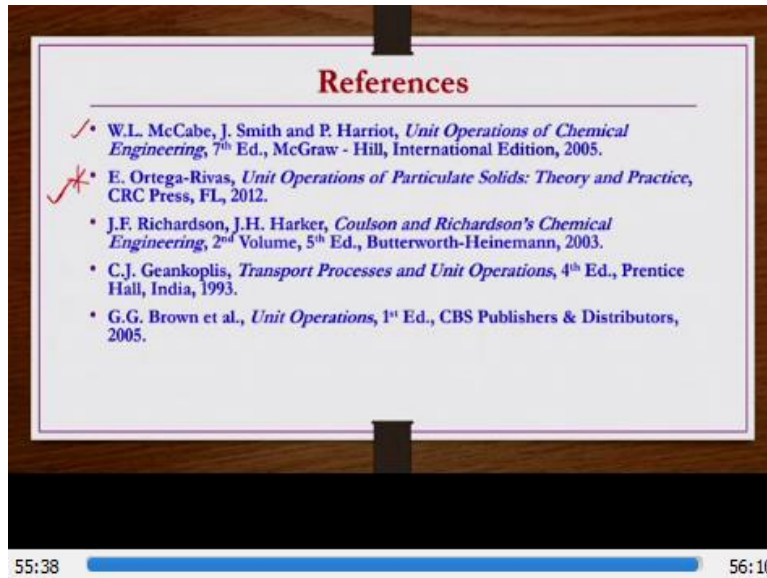 References
• W.L. McCabe, J. Smith and P. Harriot, Unit Operations of Chemical
Engineering, 7th Ed., McGraw - Hill, International Edition, 2005.
• E. Ortega-Rivas, Unit Operations of Particulate Solids: Theory and Practice,
CRC Press, FL, 2012.
• J.F. Richardson, J.H. Harker, Coulson and Richardson's Chemical
Engineering, 2nd Volume, 5th Ed., Butterworth-Heinemann, 2003.
• C.J. Geankoplis, Transport Processes and Unit Operations, 4th Ed., Prentice
Hall, India, 1993.
• G.G. Brown et al., Unit Operations, 1st Ed., CBS Publishers & Distributors,
2005.
55:38 56:10